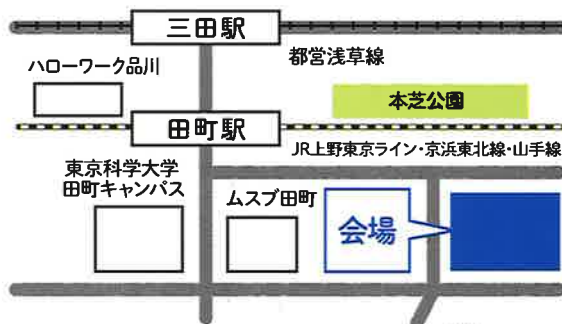 三田駅
都営浅草線
ハローワーク品川
本芝公園
田町駅
JR上野東京ライン・京浜東北線・山手線
東京科学大学
田町キャンパス
ムスブ田町
会場